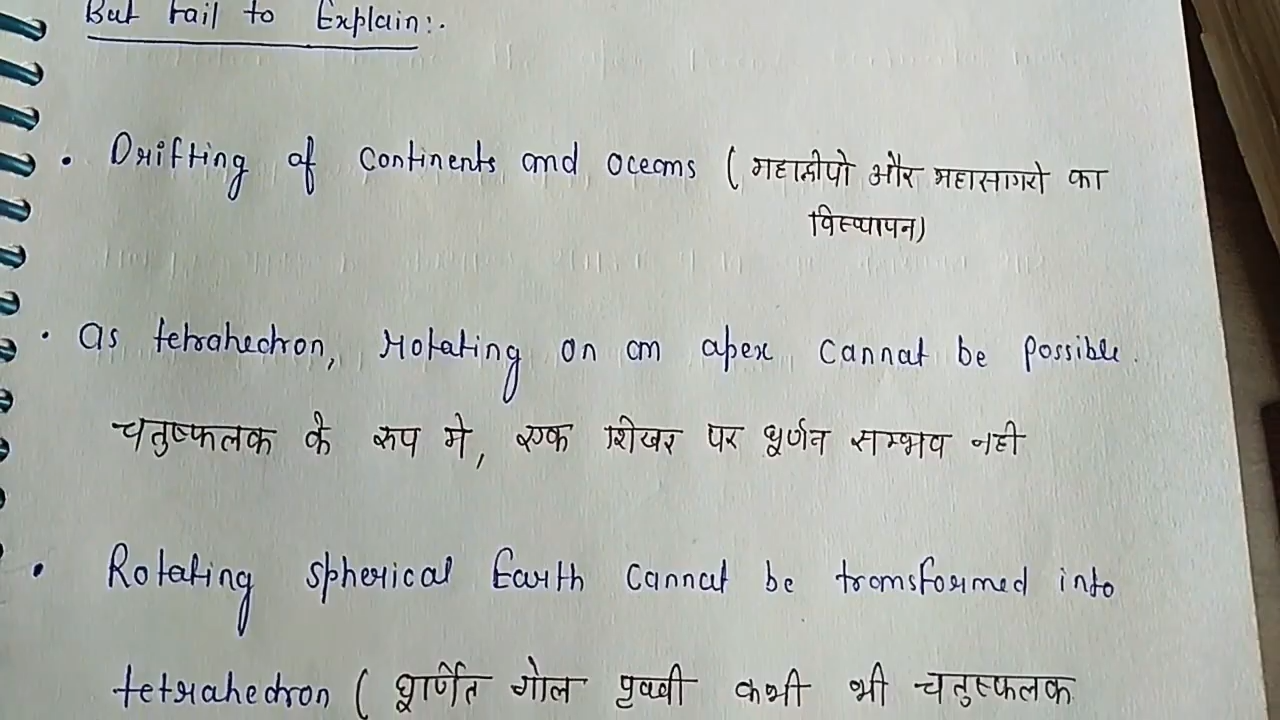 But fail to Explain:.
• Drifting of continents and oceans (महाद्वीपो और महासागरो का
विस्थापन)
• as tetrahedron, rotating on an apex cannot be possible.
चतुष्फलक के रूप मे, एक शिखर पर घूर्णन सम्भव नही
• Rotating spherical Earth cannot be transformed into
tetrahedron ( घूर्णित गोल पृथ्वी कभी भी चतुष्फलक